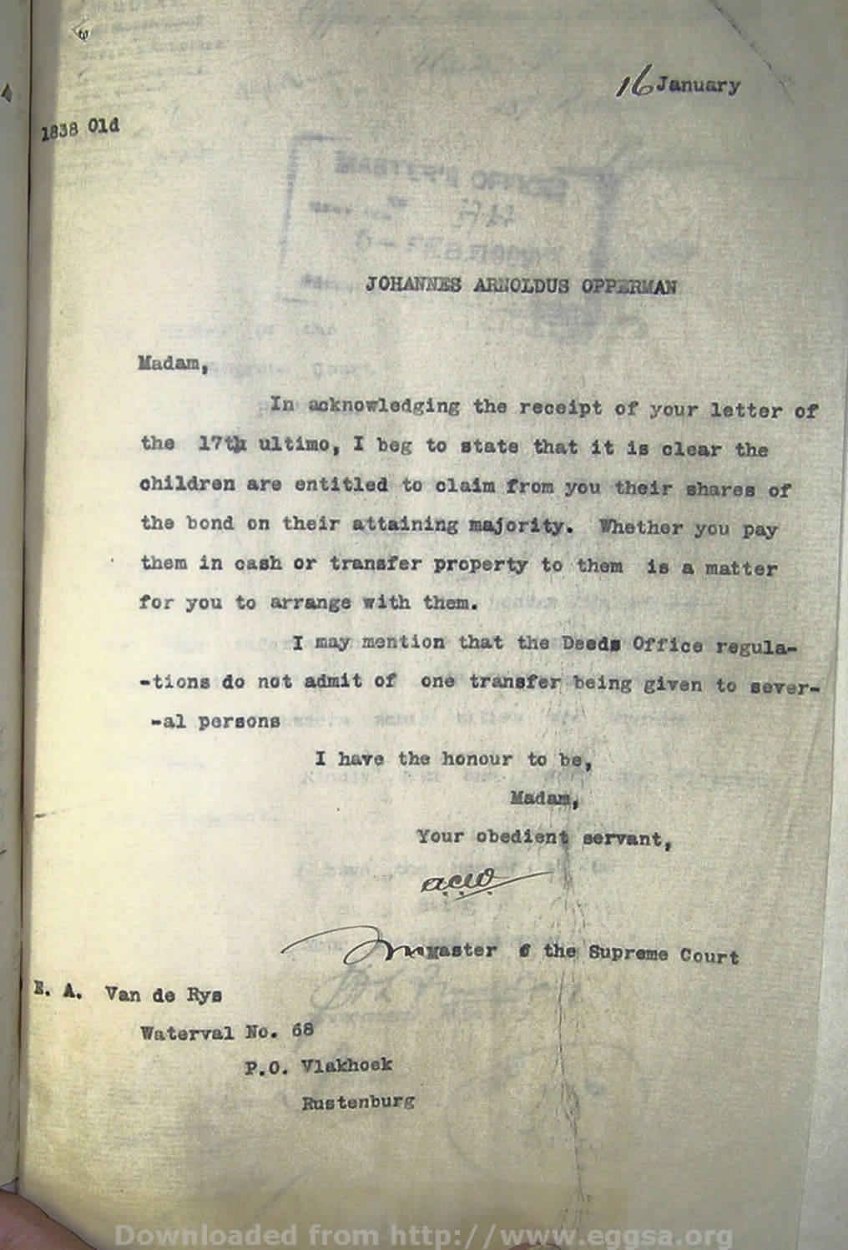 16 January
1838 Old
MASTER'S OFFICE
JOHANNES ARNOLDUS OPPERMAN
Madam,
In acknowledging the receipt of your letter of
the 17th ultimo, I beg to state that it is clear the
children are entitled to claim from you their shares of
the bond on their attaining majority. Whether you pay
them in cash or transfer property to them is a matter
for you to arrange with them.
I may mention that the Deeds Office regula-
-tions do not admit of one transfer being given to sever-
-al persons
I have the honour to be,
Madam,
Your obedient servant,
Master 6 the Supreme Court
E. A. Van de Rys
Waterval No. 68
P.O. Vlakhoek
Rustenburg
Downloaded from http://www.eggsa.org